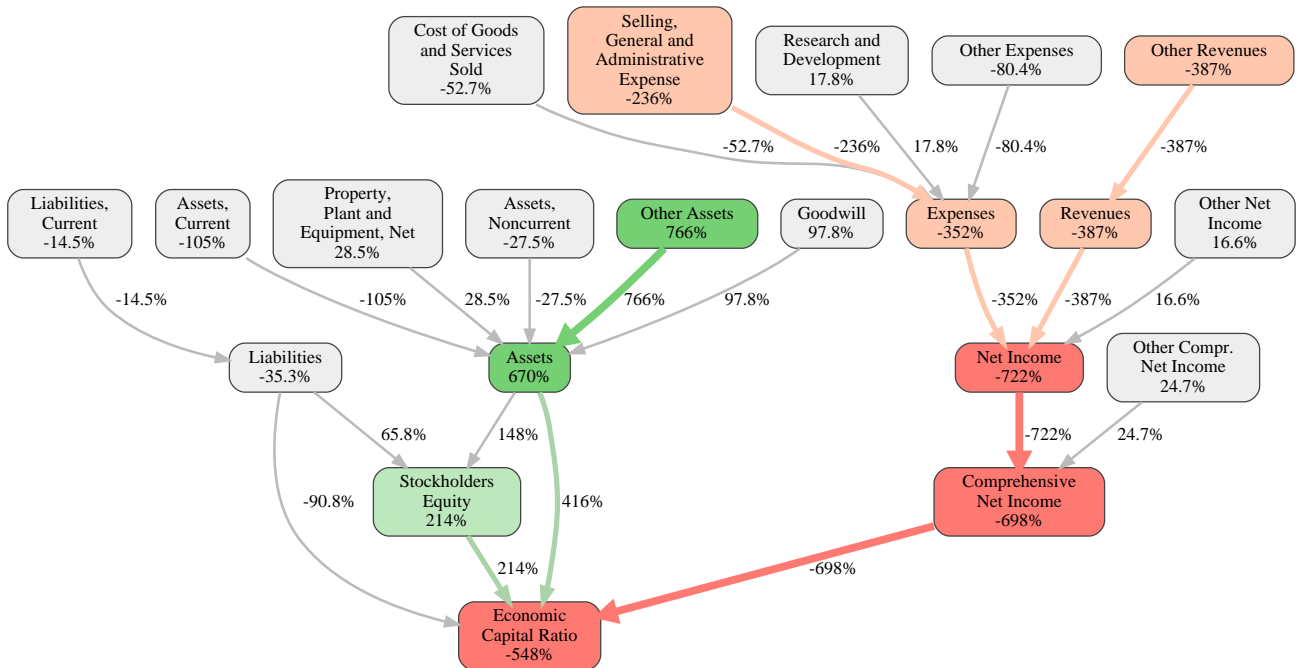 Cost of Goods
and Services
Sold
-52.7%
Selling,
General and
Administrative
Expense
-236%
Research and
Development
17.8%
Other Expenses
-80.4%
Other Revenues
-387%
-52.7%
-236%
17.8%
-80.4%
-387%
Liabilities,
Current
-14.5%
Assets,
Current
-105%
Property,
Plant and
Equipment, Net
28.5%
Assets,
Noncurrent
-27.5%
Other Assets
766%
Goodwill
97.8%
Expenses
-352%
Revenues
-387%
Other Net
Income
16.6%
-14.5%
-105%
28.5%
-27.5%
766%
97.8%
-352%
-387%
16.6%
Liabilities
-35.3%
Assets
670%
Net Income
-722%
Other Compr.
Net Income
24.7%
65.8%
148%
-722%
24.7%
-90.8%
Stockholders
Equity
214%
416%
Comprehensive
Net Income
-698%
214%
-698%
Economic
Capital Ratio
-548%